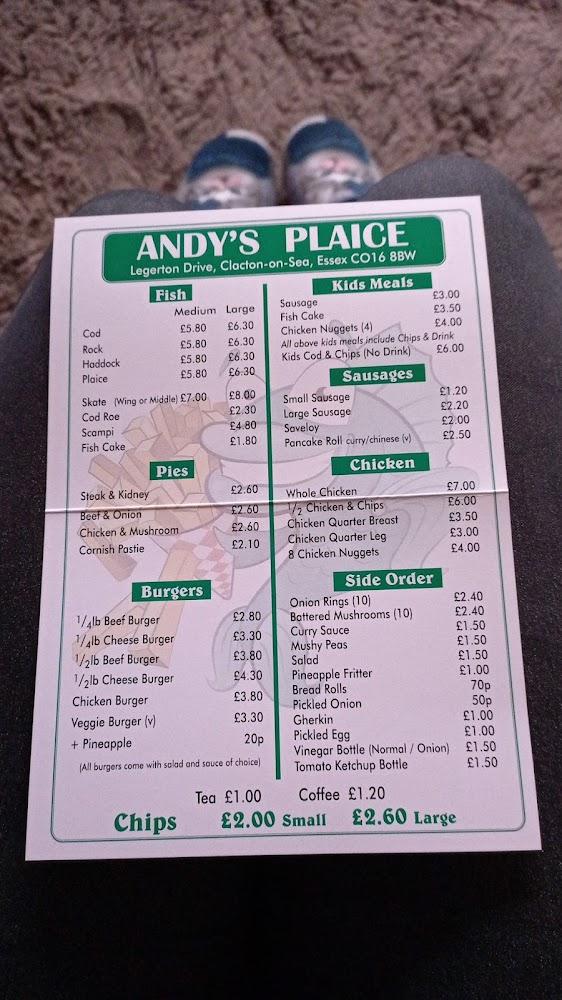 ANDY'S PLAICE
Legerton Drive, Clacton-on-Sea, Essex CO16 8BW
Fish
Medium Large
Cod £5.80 £6.30
Rock £5.80 £6.30
Haddock £5.80 £6.30
Plaice £5.80 £6.30
Skate (Wing or Middle) £7.00 £8.00
Cod Roe £2.30
Scampi £4.80
Fish Cake £1.80
Pies
Steak & Kidney £2.60
Beef & Onion £2.60
Chicken & Mushroom £2.60
Cornish Pastie £2.10
Burgers
1/4lb Beef Burger £2.80
1/4lb Cheese Burger £3.30
1/2lb Beef Burger £3.80
1/2lb Cheese Burger £4.30
Chicken Burger £3.80
Veggie Burger (v) £3.30
+ Pineapple 20p
(All burgers come with salad and sauce of choice)
Kids Meals
Sausage £3.00
Fish Cake £3.50
Chicken Nuggets (4) £4.00
All above kids meals include Chips & Drink
Kids Cod & Chips (No Drink) £6.00
Sausages
Small Sausage £1.20
Large Sausage £2.20
Saveloy £2.00
Pancake Roll curry/chinese (v) £2.50
Chicken
Whole Chicken £7.00
1/2 Chicken & Chips £6.00
Chicken Quarter Breast £3.50
Chicken Quarter Leg £3.00
8 Chicken Nuggets £4.00
Side Order
Onion Rings (10) £2.40
Battered Mushrooms (10) £2.40
Curry Sauce £1.50
Mushy Peas £1.50
Salad £1.50
Pineapple Fritter £1.00
Bread Rolls 70p
Pickled Onion 50p
Gherkin £1.00
Pickled Egg £1.00
Vinegar Bottle (Normal / Onion) £1.50
Tomato Ketchup Bottle £1.50
Tea £1.00 Coffee £1.20
Chips £2.00 Small £2.60 Large